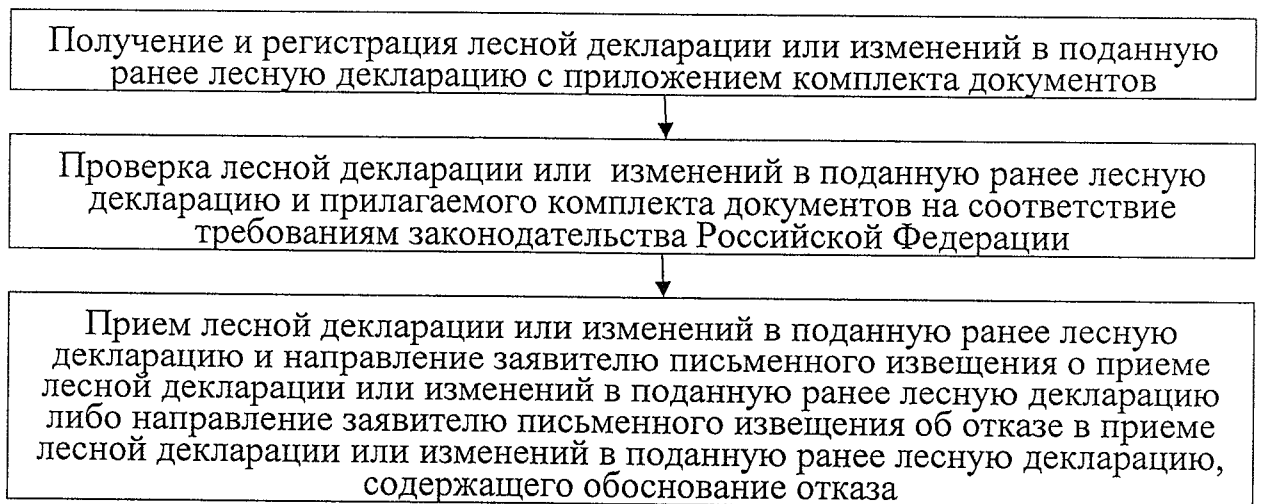 Получение и регистрация лесной декларации или изменений в поданную
ранее лесную декларацию с приложением комплекта документов
Проверка лесной декларации или изменений в поданную ранее лесную
декларацию и прилагаемого комплекта документов на соответствие
требованиям законодательства Российской Федерации
Прием лесной декларации или изменений в поданную ранее лесную
декларацию и направление заявителю письменного извещения о приеме
лесной декларации или изменений в поданную ранее лесную декларацию
либо направление заявителю письменного извещения об отказе в приеме
лесной декларации или изменений в поданную ранее лесную декларацию,
содержащего обоснование отказа